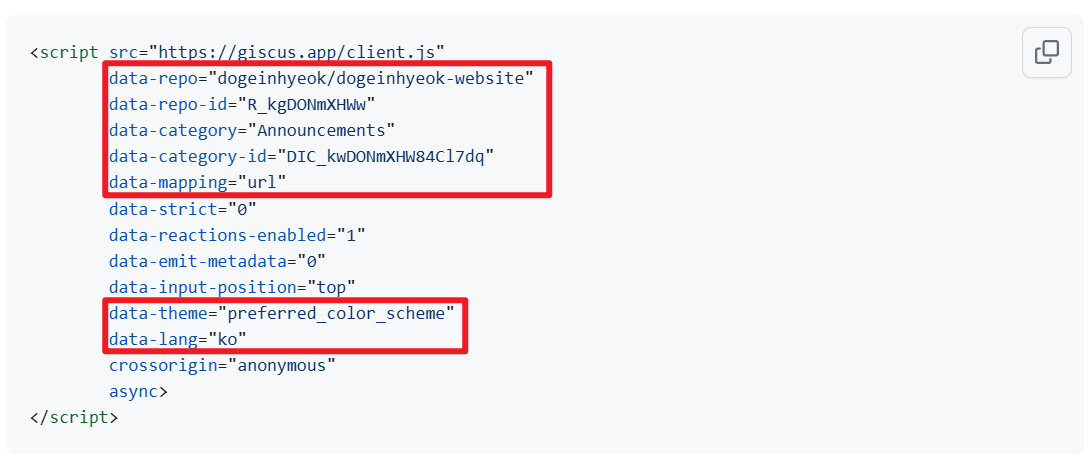 <script src="https://giscus.app/client.js"
data-repo="dogeinhyeok/dogeinhyeok-website"
data-repo-id="R_kgDONmXHWw"
data-category="Announcements"
data-category-id="DIC_kwDONmXHW84Cl7dq"
data-mapping="url"
data-strict="0"
data-reactions-enabled="1"
data-emit-metadata="0"
data-input-position="top"
data-theme="preferred_color_scheme"
data-lang="ko"
crossorigin="anonymous"
async>
</script>